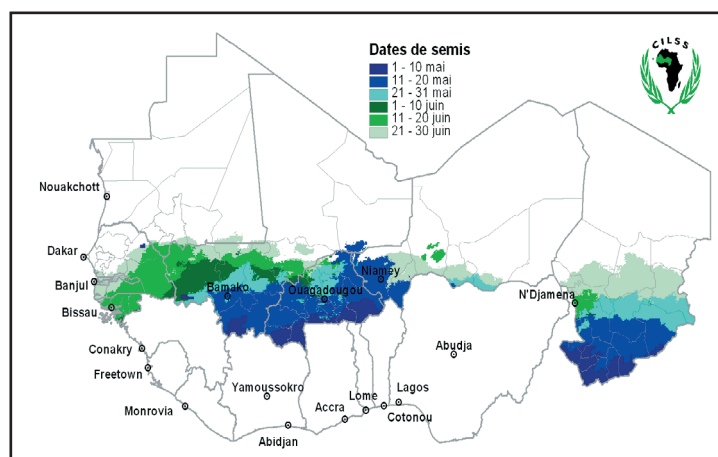 Dates de semis
1 - 10 mai
11 - 20 mai
21 - 31 mai
1 - 10 juin
11 - 20 juin
21 - 30 juin
CILSS
Nouakchott
Dakar
Banjul
Bissau
Bamako
Ouagadougou
Niamey
N'Djamena
Conakry
Freetown
Monrovia
Yamoussokro
Abidjan
Accra
Lome
Cotonou
Lagos
Abudja